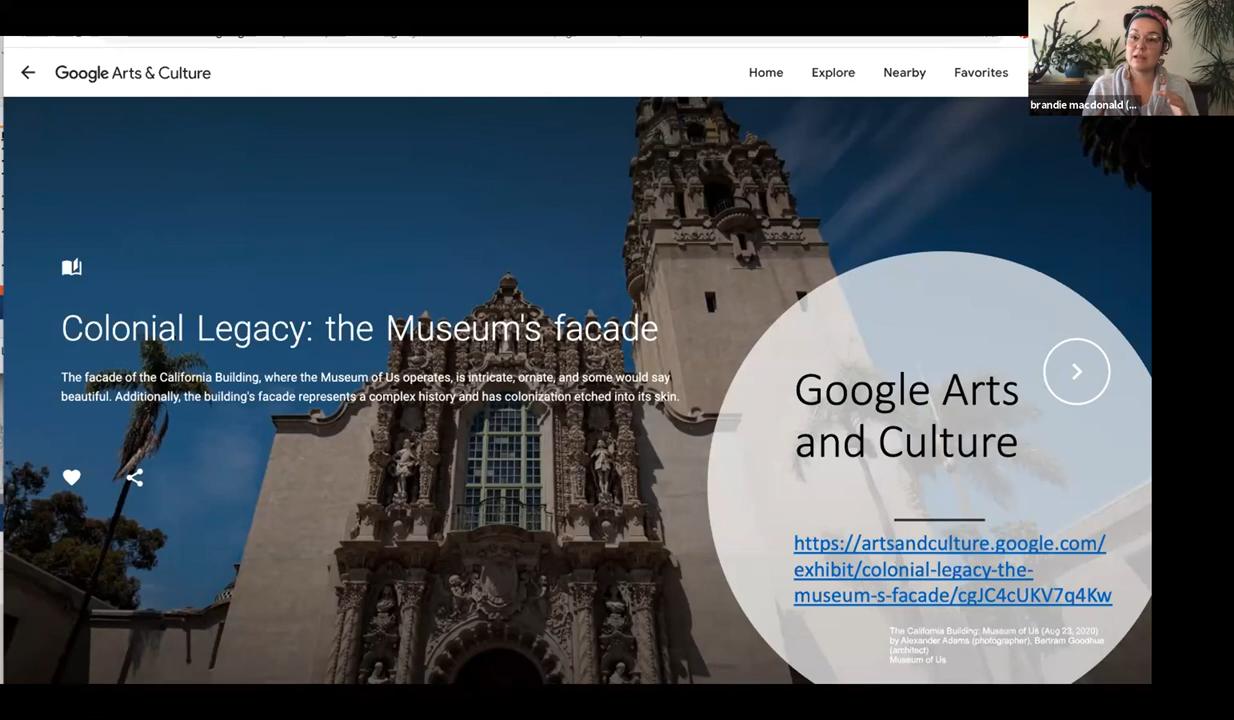 Google Arts & Culture
Home Explore Nearby Favorites
brandie macdonald (...
Colonial Legacy: the Museum's facade
The facade of the California Building, where the Museum of Us operates, is intricate, ornate, and some would say
beautiful. Additionally, the building's facade represents a complex history and has colonization etched into its skin.
Google Arts
and Culture
https://artsandculture.google.com/
exhibit/colonial-legacy-the-
museum-s-facade/cgJC4cUKV7q4Kw
The California Building: Museum of Us (Aug 23, 2020)
by Alexander Adams (photographer), Bertram Goodhue
(architect)
Museum of Us